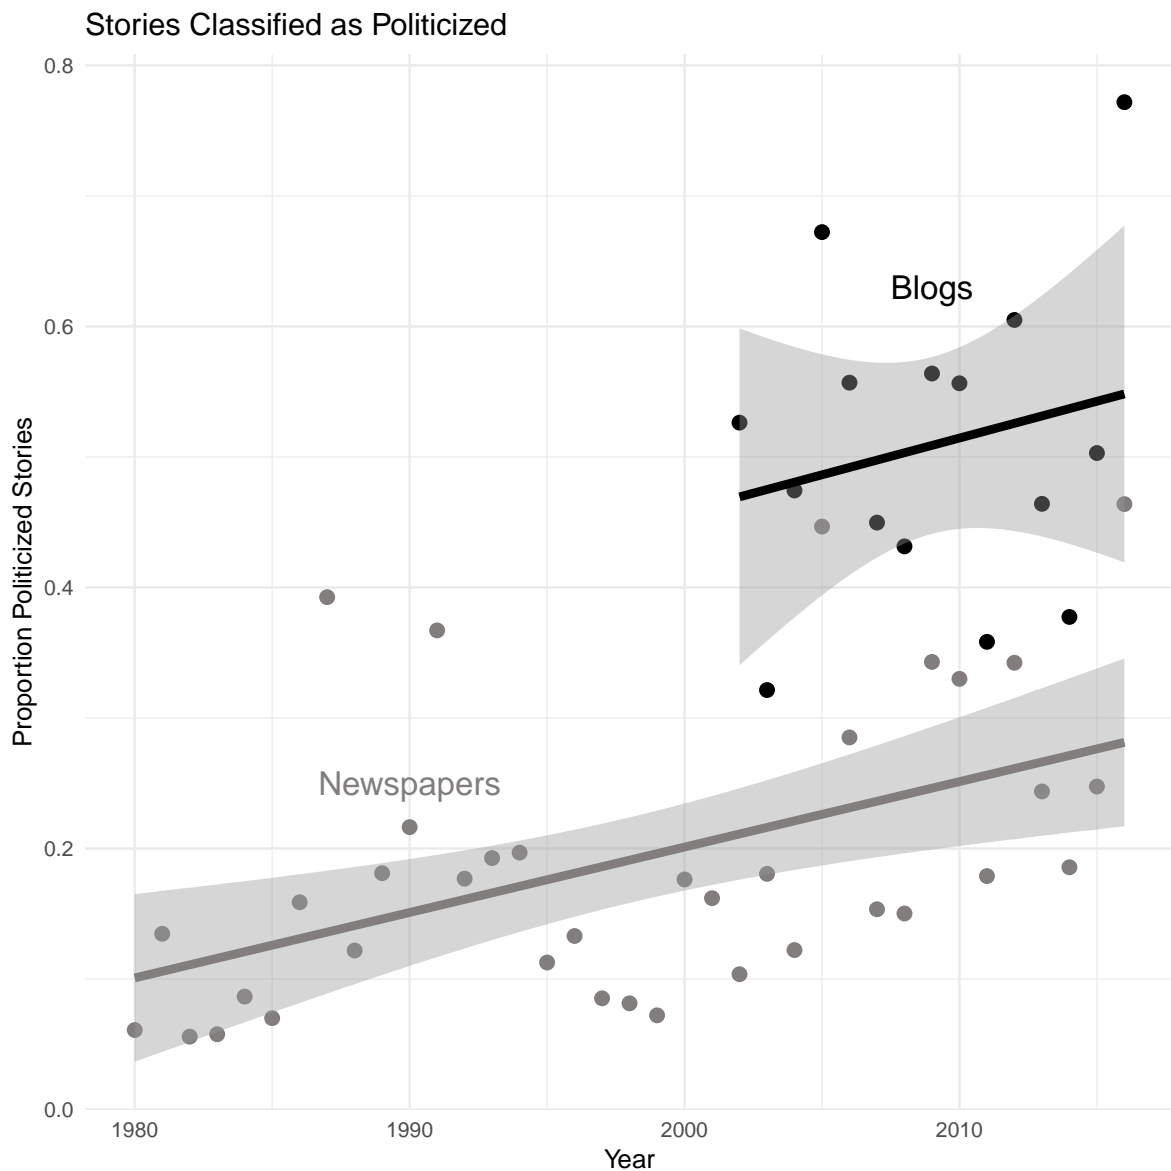 Stories Classified as Politicized
0.8
0.6
0.4
0.2
0.0
Proportion Politicized Stories
Blogs
Newspapers
1980 1990 2000 2010
Year